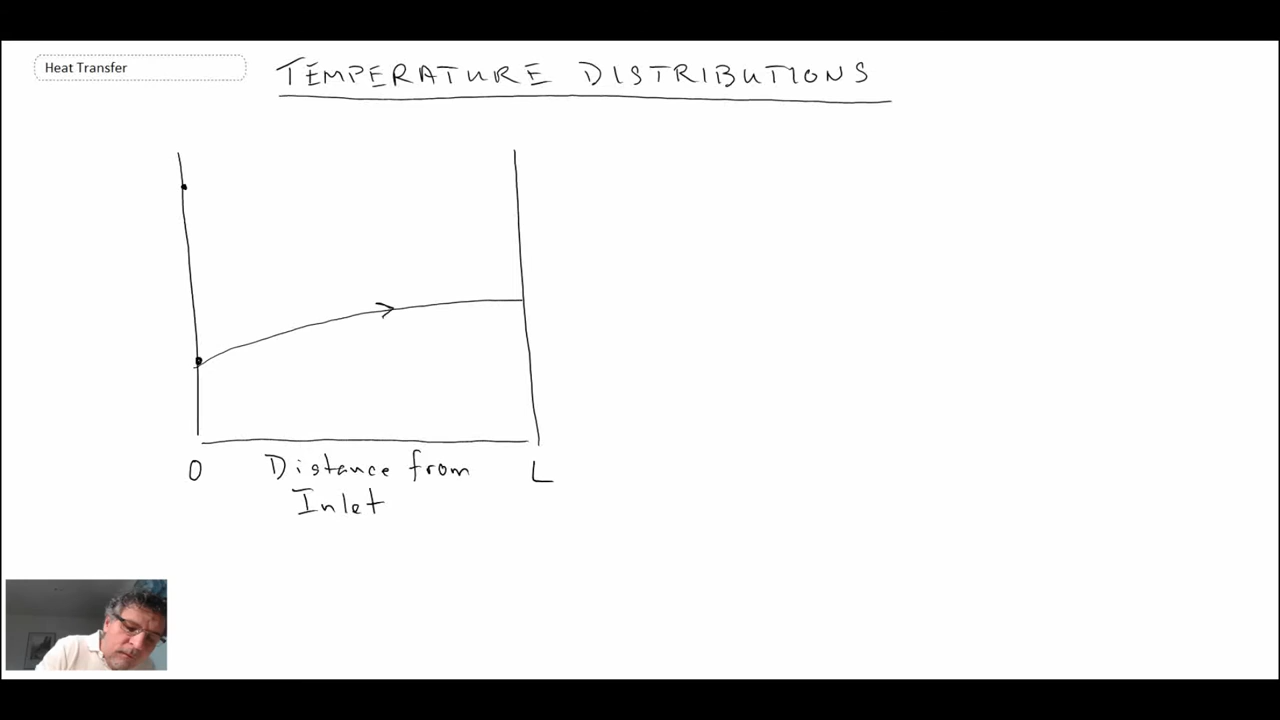 Heat Transfer
TEMPERATURE DISTRIBUTIONS
0 Distance from L
Inlet